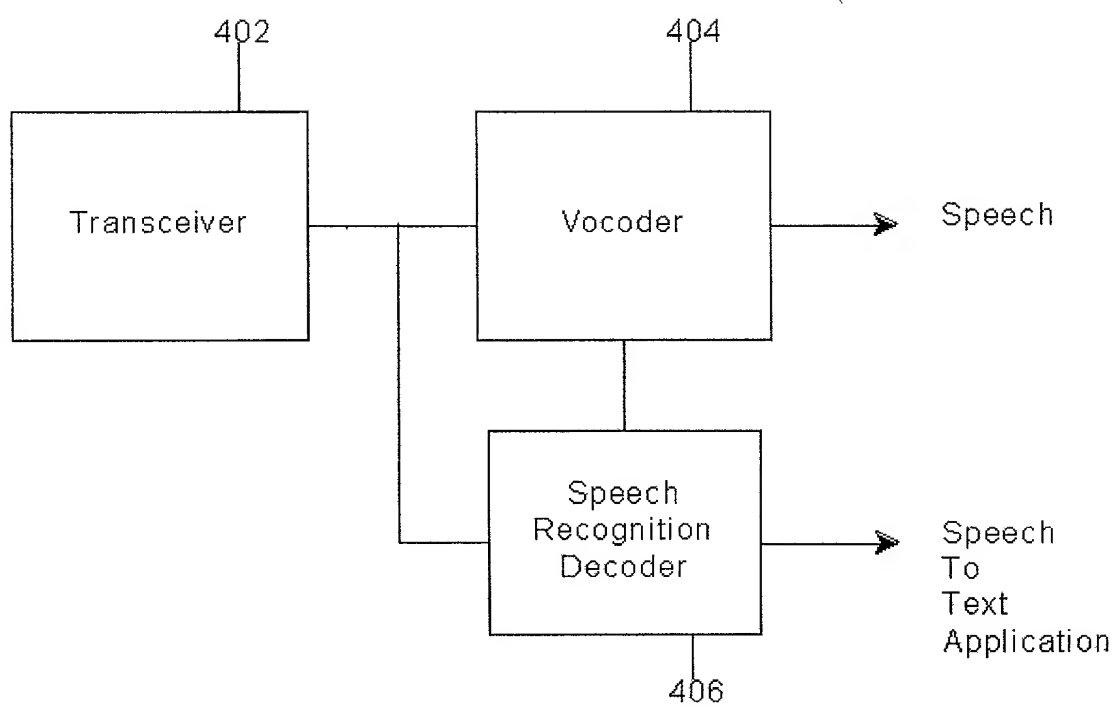 402
404
Transceiver
Vocoder
Speech
Speech
Recognition
Decoder
Speech
To
Text
Application
406